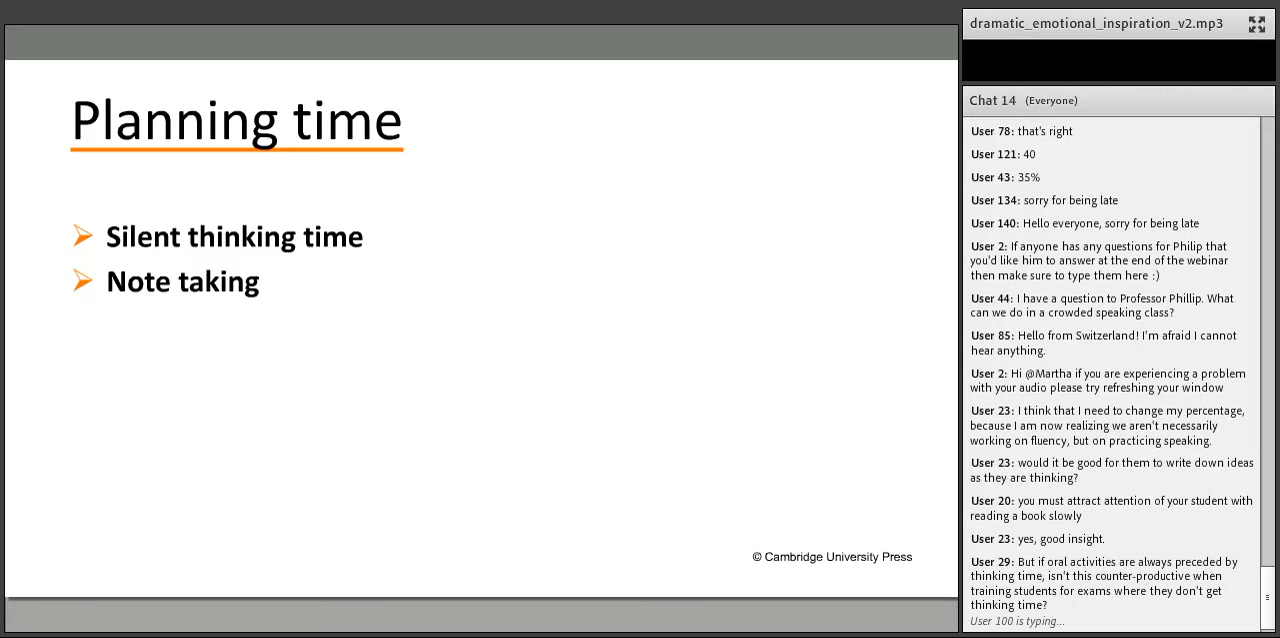 Planning time
Silent thinking time
Note taking
© Cambridge University Press
dramatic_emotional_inspiration_v2.mp3
Chat 14 (Everyone)
User 78: that's right
User 121: 40
User 43: 35%
User 134: sorry for being late
User 140: Hello everyone, sorry for being late
User 2: If anyone has any questions for Philip that
you'd like him to answer at the end of the webinar
then make sure to type them here :)
User 44: I have a question to Professor Phillip. What
can we do in a crowded speaking class?
User 85: Hello from Switzerland! I'm afraid I cannot
hear anything.
User 2: Hi @Martha if you are experiencing a problem
with your audio please try refreshing your window
User 23: I think that I need to change my percentage,
because I am now realizing we aren't necessarily
working on fluency, but on practicing speaking.
User 23: would it be good for them to write down ideas
as they are thinking?
User 20: you must attract attention of your student with
reading a book slowly
User 23: yes, good insight.
User 29: But if oral activities are always preceded by
thinking time, isn't this counter-productive when
training students for exams where they don't get
thinking time?
User 100 is typing...